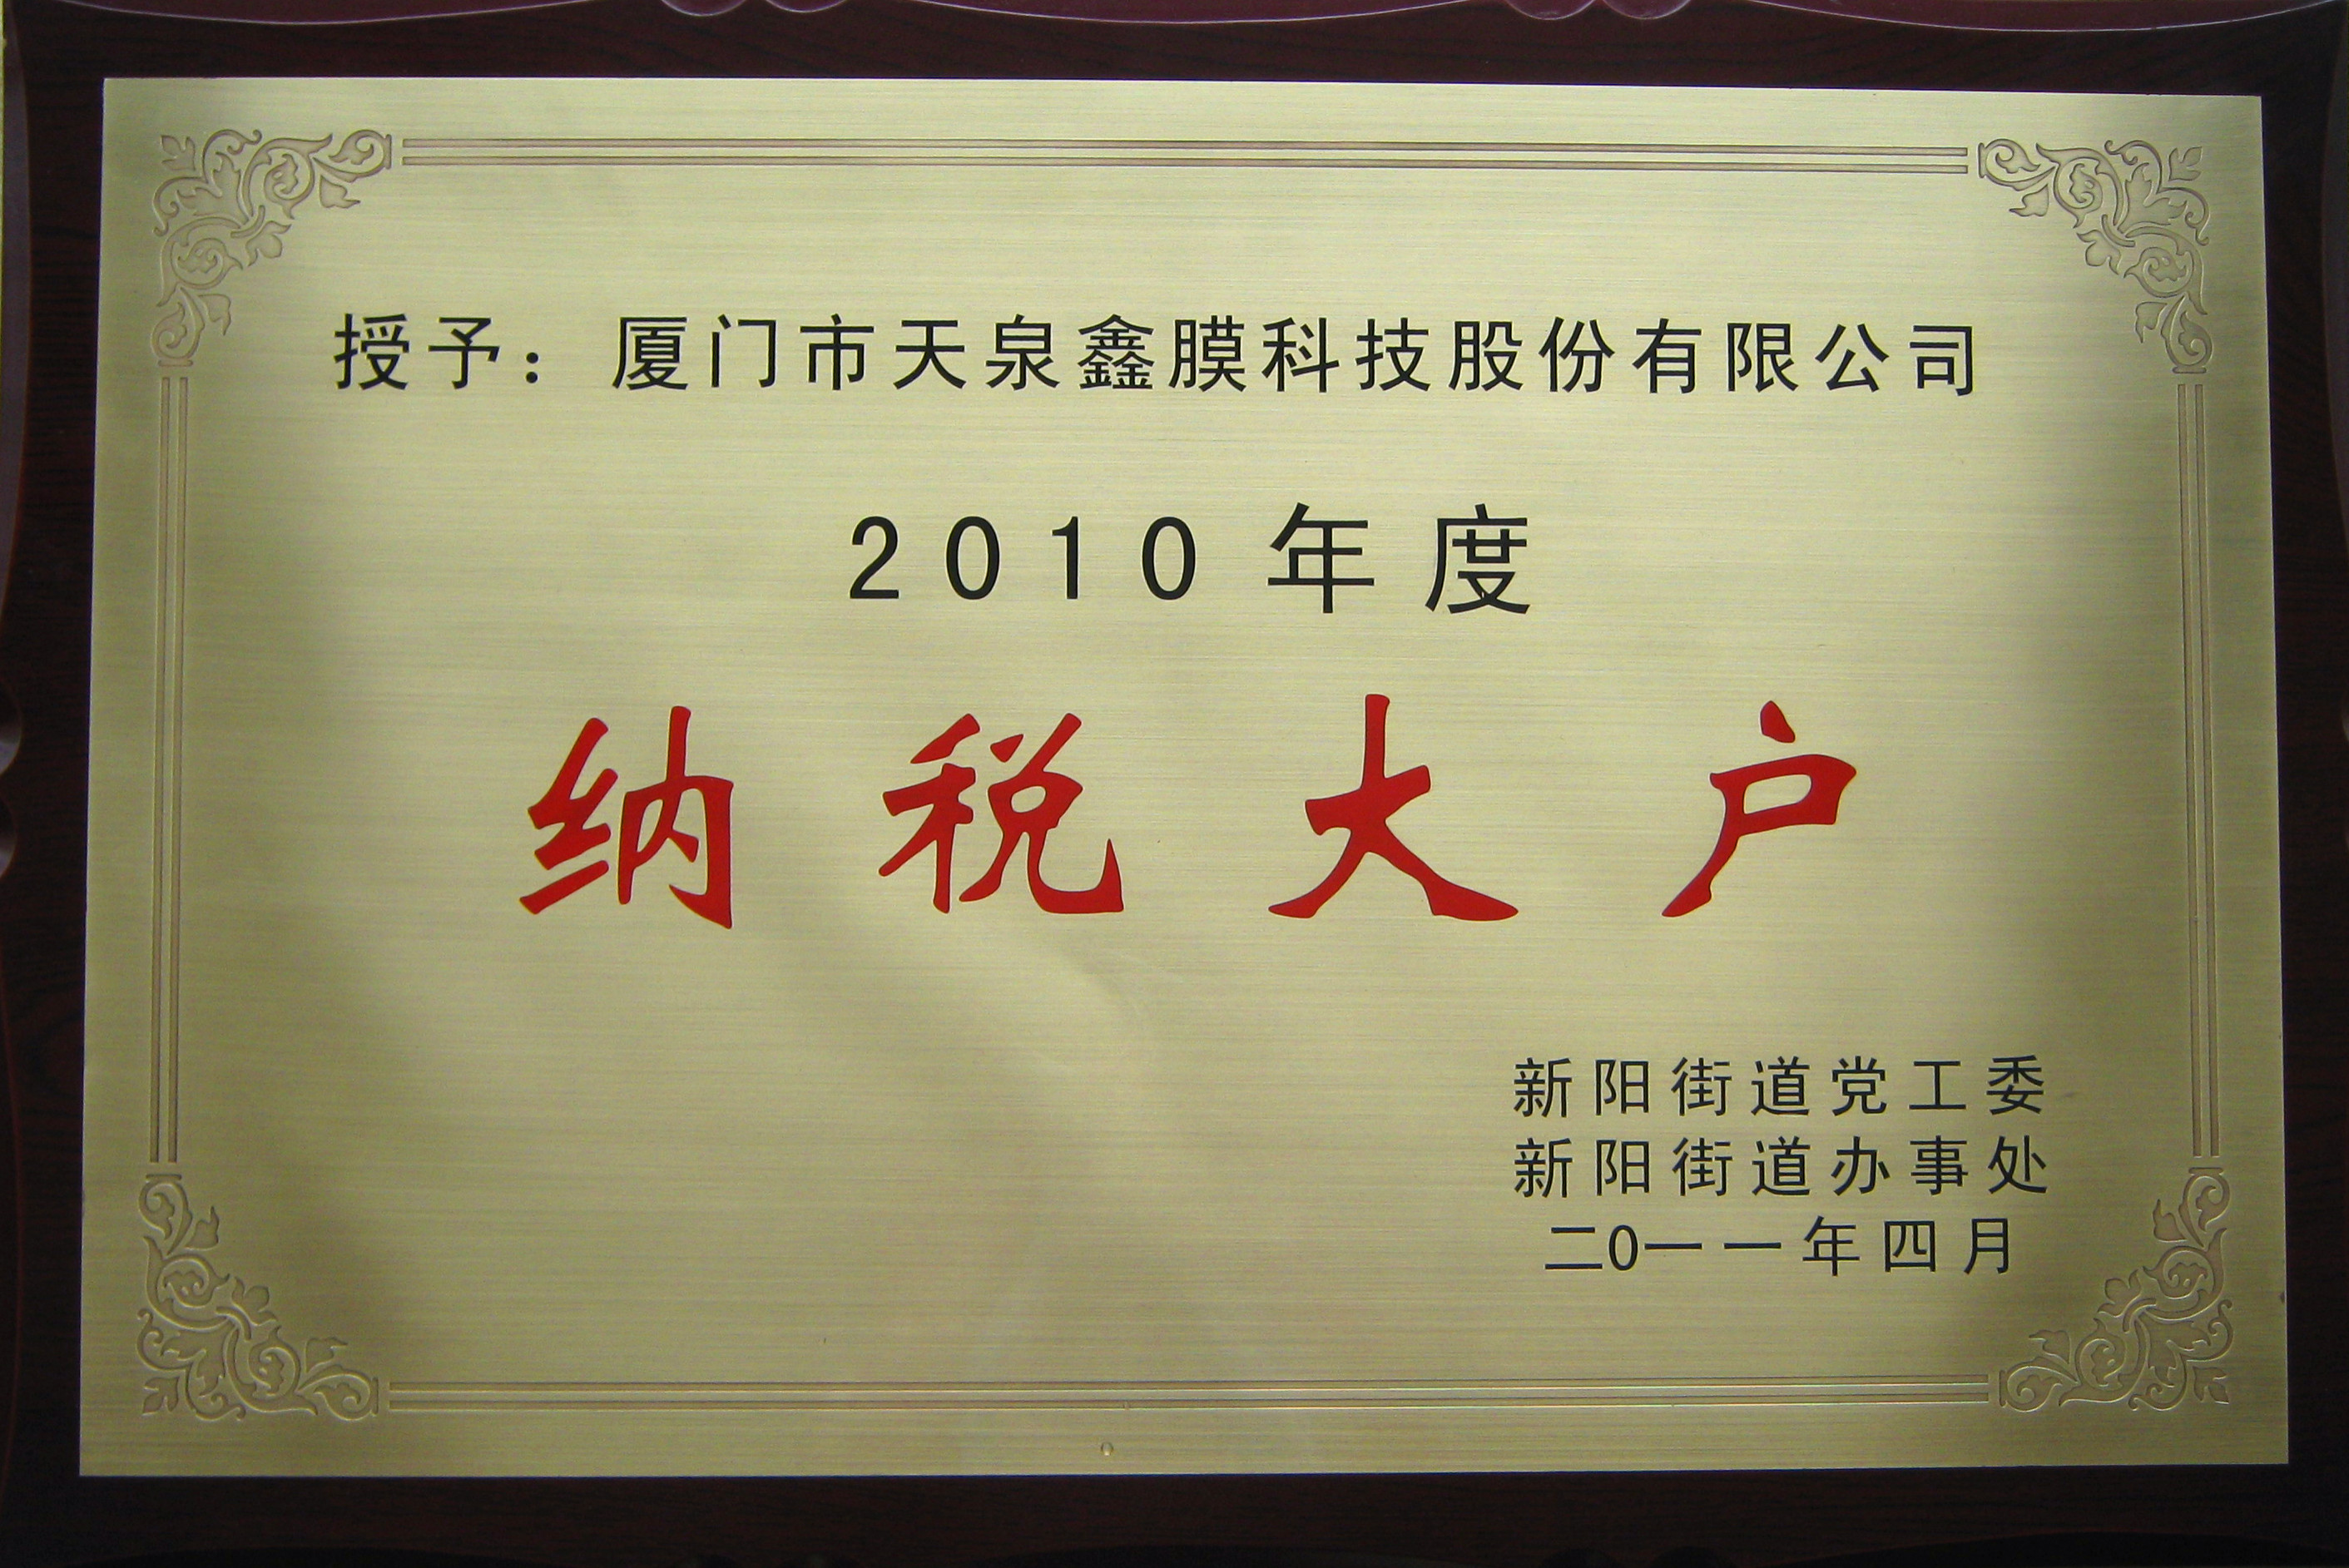 授予：厦门市天泉鑫膜科技股份有限公司
2010年度
纳税大户
新阳街道党工委
新阳街道办事处
二0一一年四月